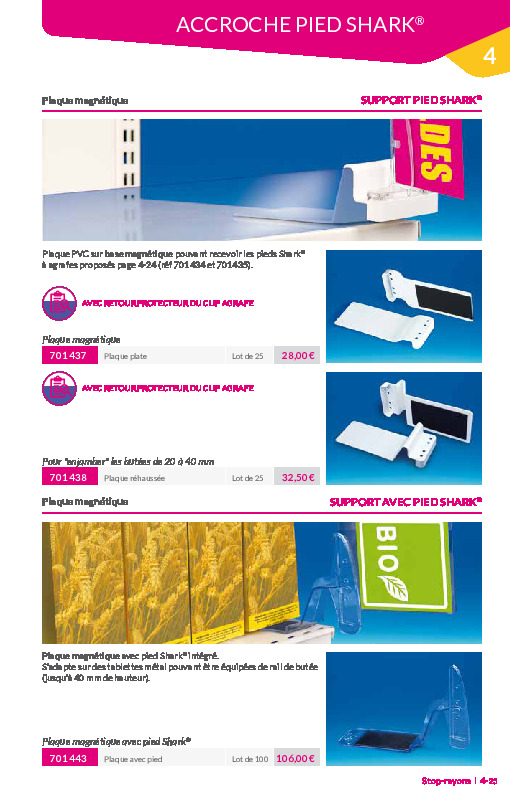 ACCROCHE PIED SHARK®
4
Plaque magnétique
SUPPORT PIED SHARK®
DES
Plaque PVC sur base magnétique pouvant recevoir les pieds Shark®
à agrafes proposés page 4-24 (réf 701434 et 701435).
AVEC RETOUR PROTECTEUR DU CLIP AGRAFE
Plaque magnétique
701437 Plaque plate Lot de 25 28,00 €
AVEC RETOUR PROTECTEUR DU CLIP AGRAFE
Pour "enjamber" les butées de 20 à 40 mm
701438 Plaque réhaussée Lot de 25 32,50 €
Plaque magnétique
SUPPORT AVEC PIED SHARK®
BIO
Plaque magnétique avec pied Shark® intégré.
S'adapte sur des tablettes métal pouvant être équipées de rail de butée
(jusqu'à 40 mm de hauteur).
Plaque magnétique avec pied Shark®
701443 Plaque avec pied Lot de 100 106,00 €
Stop-rayons | 4-25